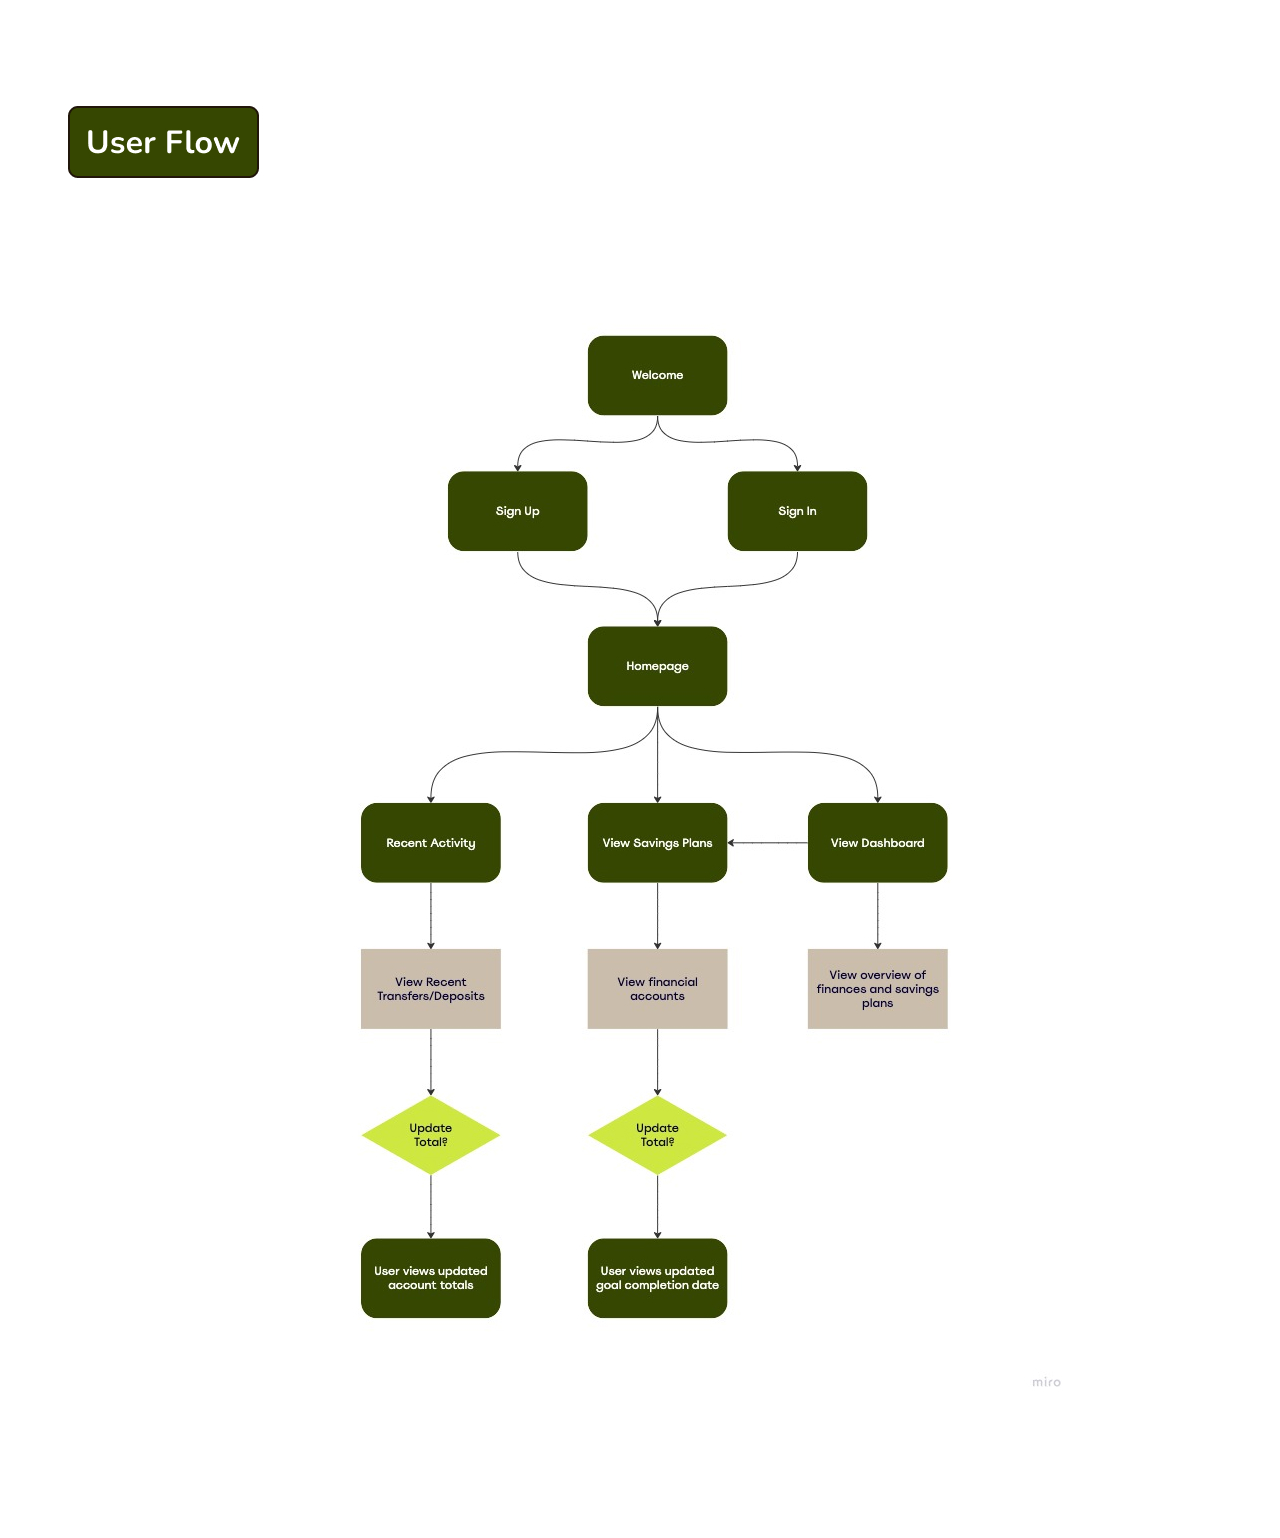 User Flow
Welcome
Sign Up
Sign In
Homepage
Recent Activity
View Savings Plans
View Dashboard
View Recent
Transfers/Deposits
View financial
accounts
View overview of
finances and savings
plans
Update
Total?
Update
Total?
User views updated
account totals
User views updated
goal completion date
miro